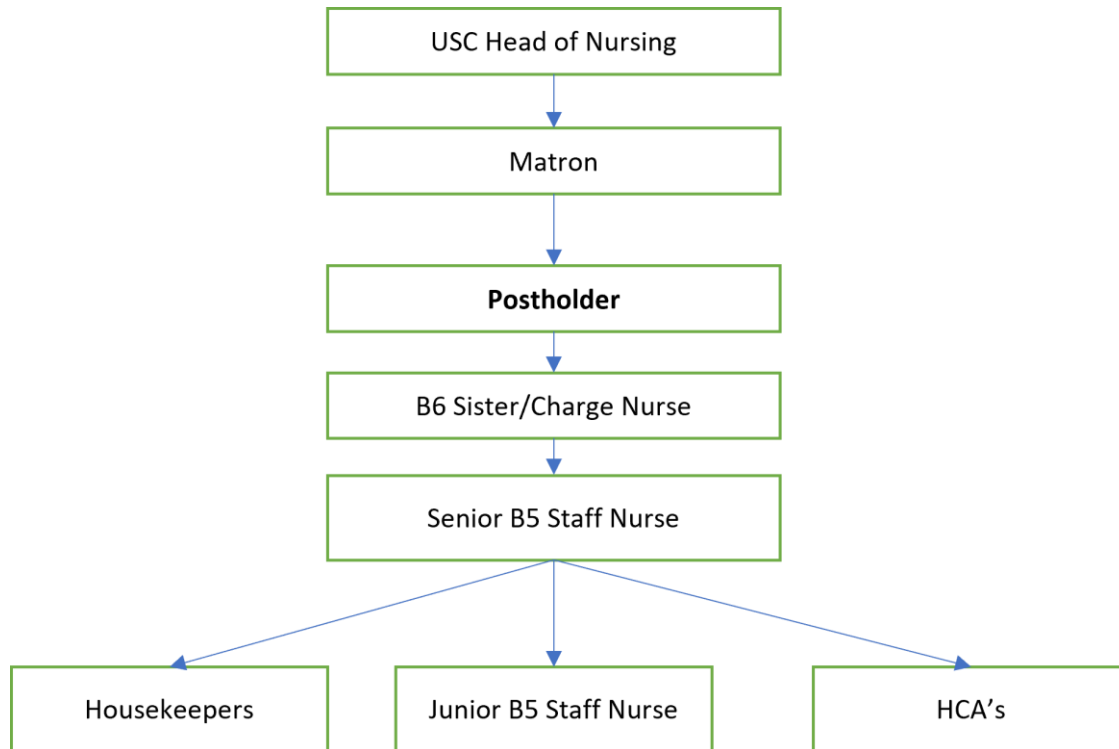 USC Head of Nursing
Matron
Postholder
B6 Sister/Charge Nurse
Senior B5 Staff Nurse
Housekeepers
Junior B5 Staff Nurse
HCA’s